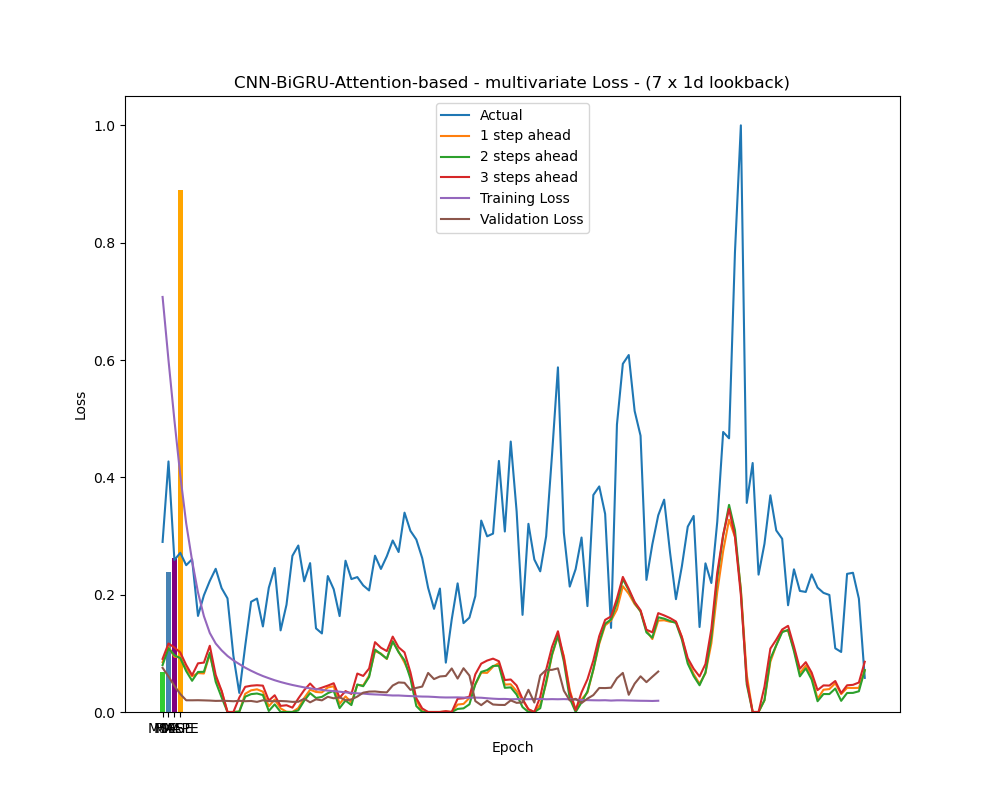 CNN-BiGRU-Attention-based - multivariate Loss - (7 x 1d lookback)
Actual
1 step ahead
2 steps ahead
3 steps ahead
Training Loss
Validation Loss
1.0
0.8
0.6
0.4
0.2
0.0
Loss
Epoch